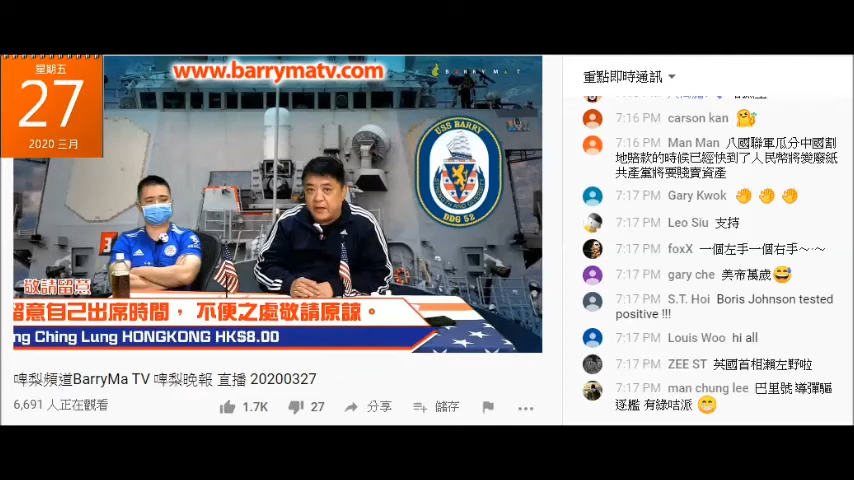 星期五
27
2020 三月
www.barrymatv.com
BARRYMAT
USS BARRY
DDG 52
敬請留意
留意自己出席時間， 不便之處敬請原諒。
ng Ching Lung HONGKONG HK$8.00
啤梨頻道BarryMa TV 啤梨晚報 直播 20200327
6,691 人正在觀看
1.7K
27
分享
儲存
重點即時通訊
7:16 PM carson kan
7:16 PM Man Man 八國聯軍瓜分中國割
地賠款的時候已經快到了人民幣將變廢紙
共產黨將要賤賣資產
7:17 PM Gary Kwok
7:17 PM Leo Siu 支持
7:17 PM foxX 一個左手一個右手～·～
7:17 PM gary che 美帝萬歲
7:17 PM S.T. Hoi Boris Johnson tested
positive !!!
7:17 PM Louis Woo hi all
7:17 PM ZEE ST 英國首相瀨左野啦
7:17 PM man chung lee 巴里號 導彈驅
逐艦 有綠咭派